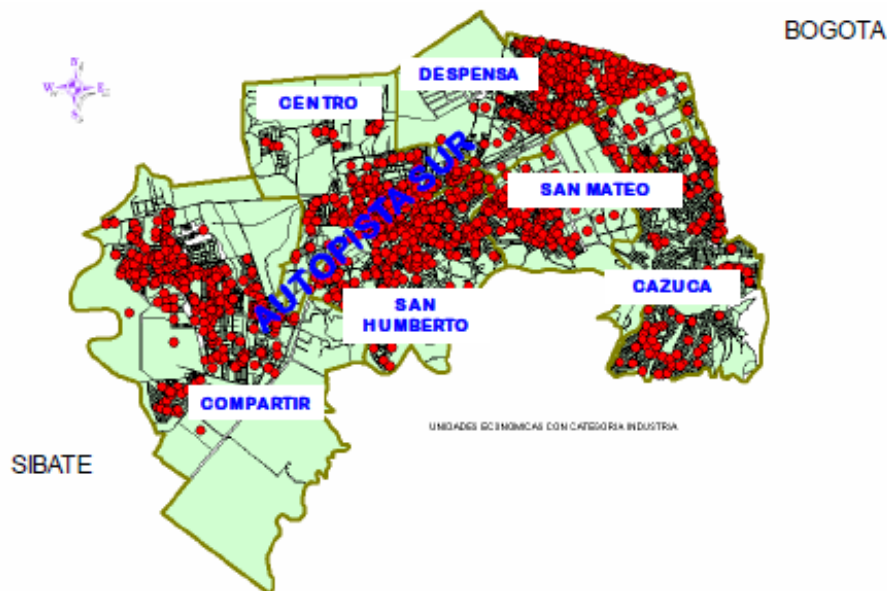 BOGOTA
DESPENSA
CENTRO
N
W
E
S
AUTOPISTA SUR
SAN MATEO
CAZUCA
SAN
HUMBERTO
COMPARTIR
UNIDADES ECONOMICAS CON CATEGORIA INDUSTRIA
SIBATE